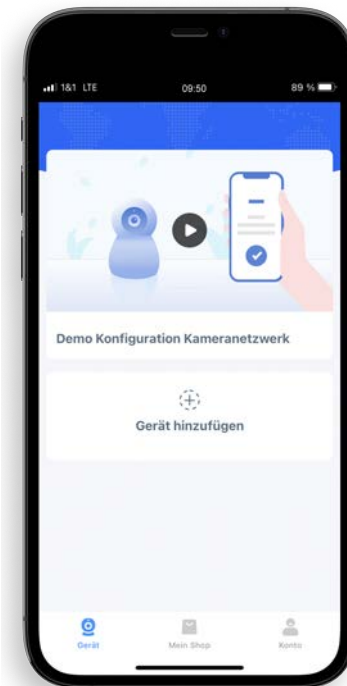 1&1 LTE 09:50 89 %
Demo Konfiguration Kameranetzwerk
Gerät hinzufügen
Gerät Mein Shop Konto